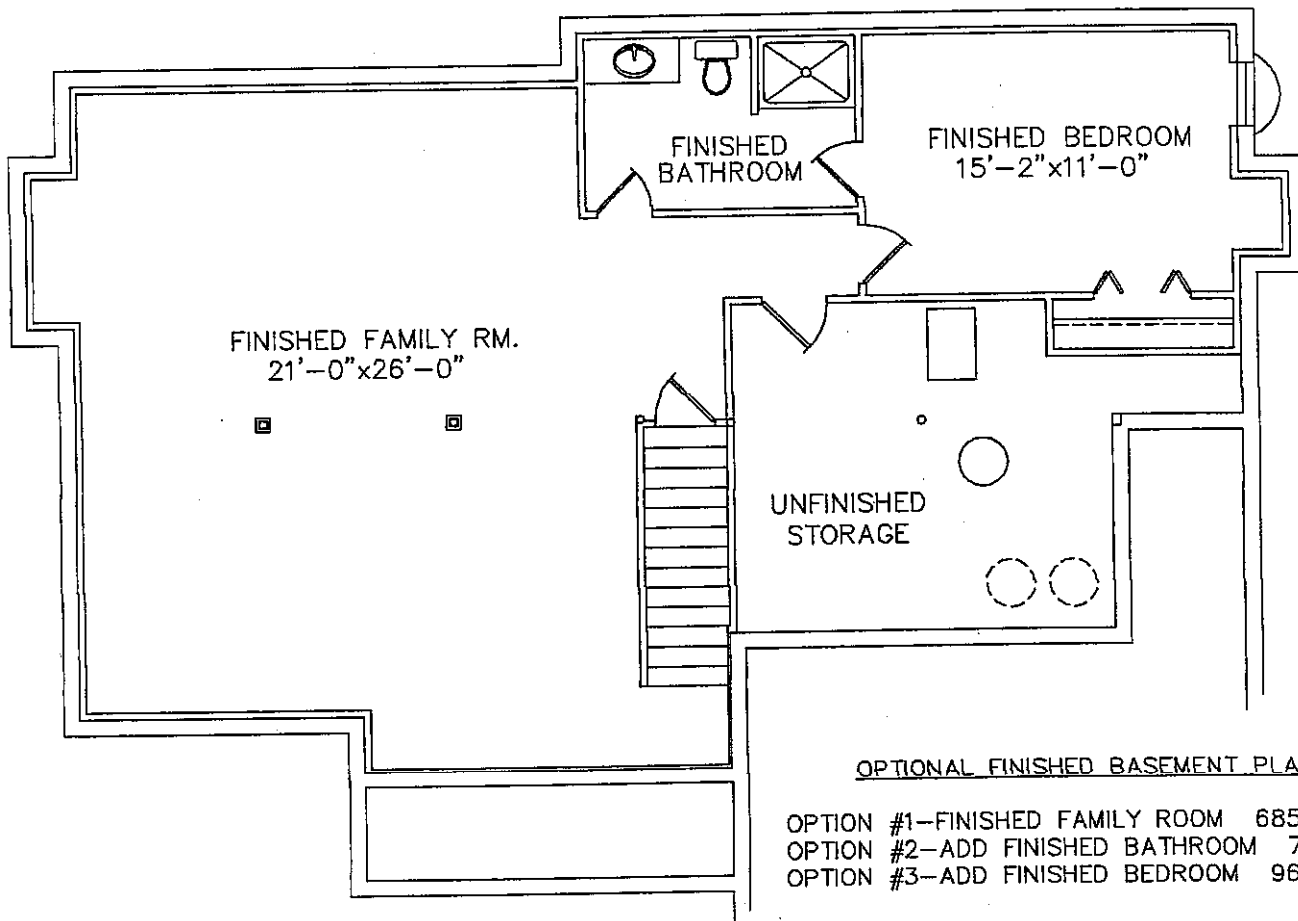 FINISHED
BATHROOM
FINISHED BEDROOM
15'-2"x11'-0"
FINISHED FAMILY RM.
21'-0"x26'-0"
UNFINISHED
STORAGE
OPTIONAL FINISHED BASEMENT PLA
OPTION #1-FINISHED FAMILY ROOM 685
OPTION #2-ADD FINISHED BATHROOM 7
OPTION #3-ADD FINISHED BEDROOM 96